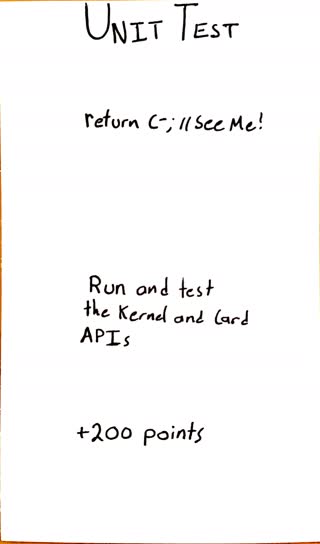 UNIT TEST
return C-; // See Me!
Run and test
the Kernel and Card
APIs
+200 points